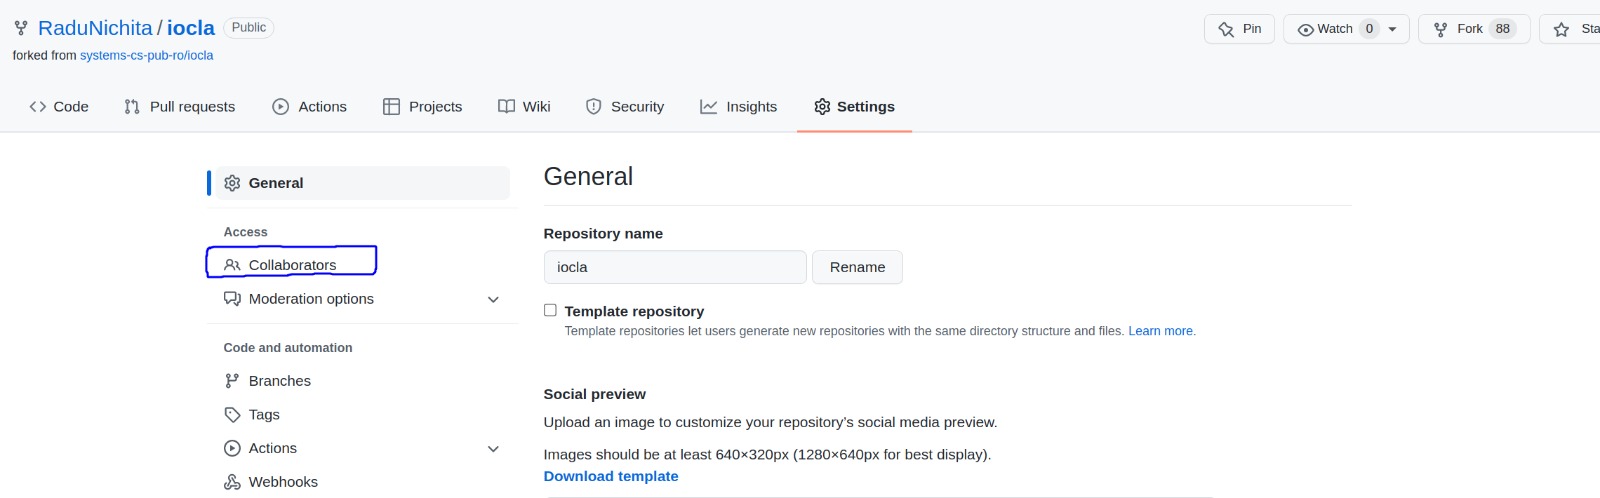 RaduNichita / iocla Public
Pin Watch 0 Fork 88 Sta
forked from systems-cs-pub-ro/iocla
Code Pull requests Actions Projects Wiki Security Insights Settings
General
Access
Collaborators
Moderation options
Code and automation
Branches
Tags
Actions
Webhooks
General
Repository name
iocla Rename
Template repository
Template repositories let users generate new repositories with the same directory structure and files. Learn more.
Social preview
Upload an image to customize your repository's social media preview.
Images should be at least 640×320px (1280×640px for best display).
Download template